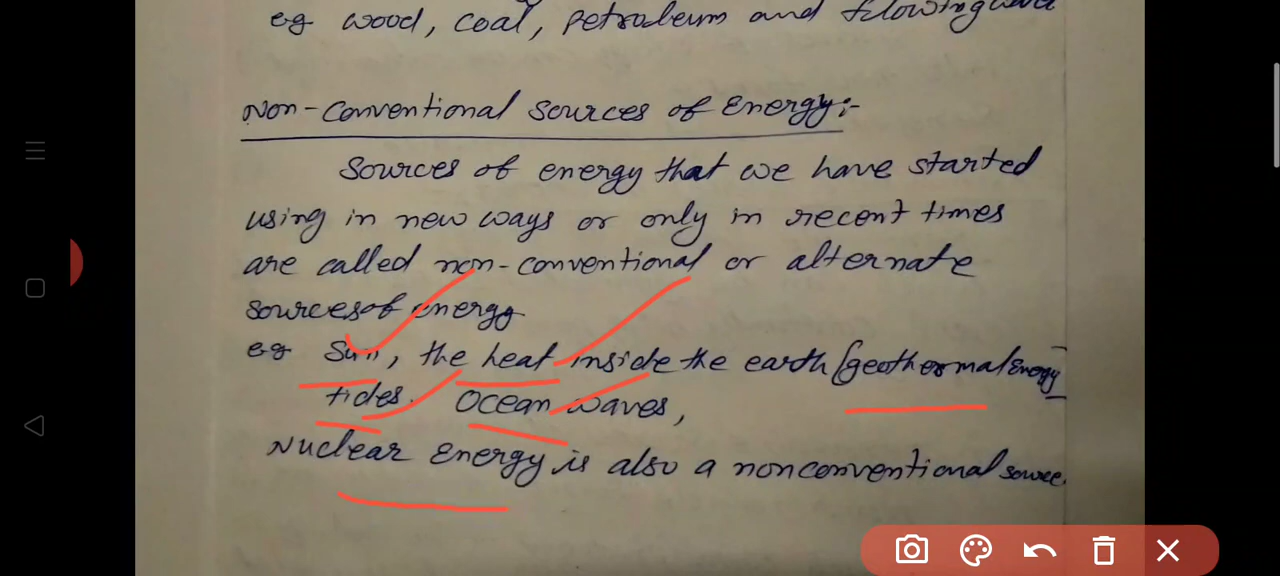 eg wood, coal, petroleum and flowing
Non-conventional sources of Energy:-
Sources of energy that we have started
using in new ways or only in recent times
are called non-conventional or alternate
sources of energy
eg Sun, the heat inside the earth [geothermal Energy]
tides. Ocean waves,
Nuclear Energy is also a nonconventional source.